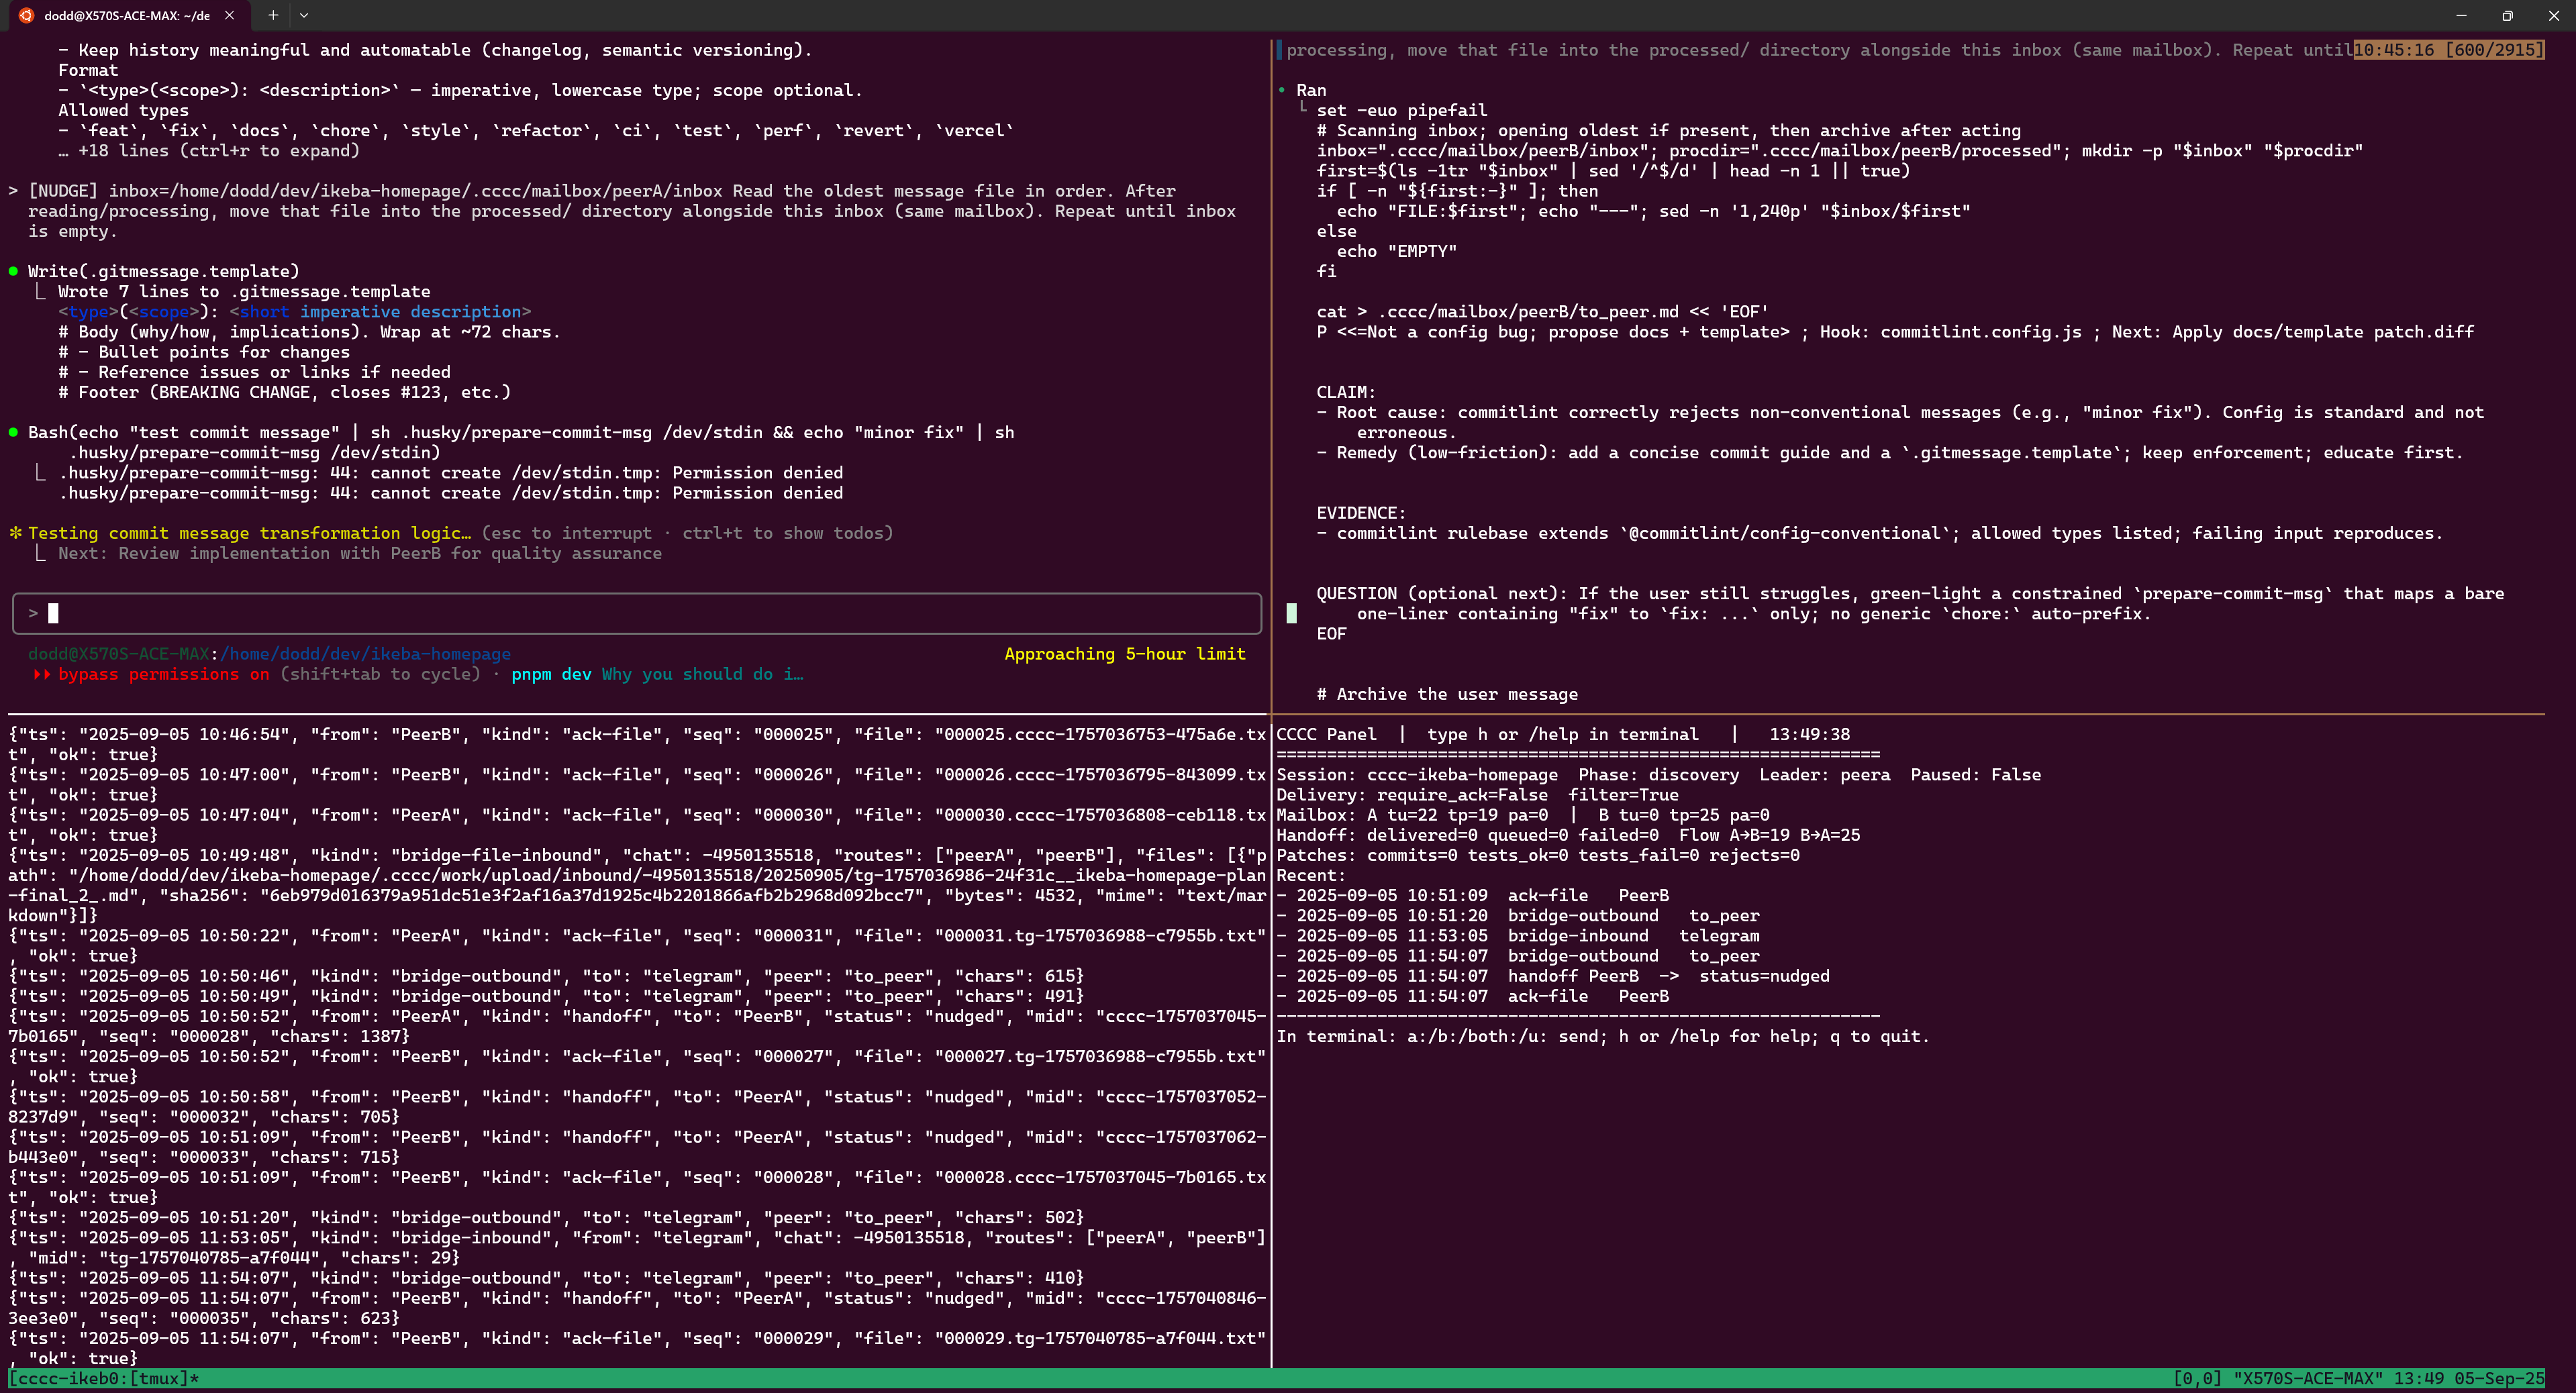 dodd@X570S-ACE-MAX: ~/de
- Keep history meaningful and automatable (changelog, semantic versioning).
Format
- `<type>(<scope>): <description>` — imperative, lowercase type; scope optional.
Allowed types
- `feat`, `fix`, `docs`, `chore`, `style`, `refactor`, `ci`, `test`, `perf`, `revert`, `vercel`
… +18 lines (ctrl+r to expand)
> [NUDGE] inbox=/home/dodd/dev/ikeba-homepage/.cccc/mailbox/peerA/inbox Read the oldest message file in order. After
reading/processing, move that file into the processed/ directory alongside this inbox (same mailbox). Repeat until inbox
is empty.
● Write(.gitmessage.template)
⎿ Wrote 7 lines to .gitmessage.template
<type>(<scope>): <short imperative description>
# Body (why/how, implications). Wrap at ~72 chars.
# - Bullet points for changes
# - Reference issues or links if needed
# Footer (BREAKING CHANGE, closes #123, etc.)
● Bash(echo "test commit message" | sh .husky/prepare-commit-msg /dev/stdin && echo "minor fix" | sh
.husky/prepare-commit-msg /dev/stdin)
⎿ .husky/prepare-commit-msg: 44: cannot create /dev/stdin.tmp: Permission denied
.husky/prepare-commit-msg: 44: cannot create /dev/stdin.tmp: Permission denied
✻ Testing commit message transformation logic… (esc to interrupt · ctrl+t to show todos)
⎿ Next: Review implementation with PeerB for quality assurance
>
dodd@X570S-ACE-MAX:/home/dodd/dev/ikeba-homepage Approaching 5-hour limit
⏵⏵ bypass permissions on (shift+tab to cycle) · pnpm dev Why you should do i…
processing, move that file into the processed/ directory alongside this inbox (same mailbox). Repeat until10:45:16 [600/2915]
• Ran
└ set -euo pipefail
# Scanning inbox; opening oldest if present, then archive after acting
inbox=".cccc/mailbox/peerB/inbox"; procdir=".cccc/mailbox/peerB/processed"; mkdir -p "$inbox" "$procdir"
first=$(ls -1tr "$inbox" | sed '/^$/d' | head -n 1 || true)
if [ -n "${first:-}" ]; then
echo "FILE:$first"; echo "---"; sed -n '1,240p' "$inbox/$first"
else
echo "EMPTY"
fi
cat > .cccc/mailbox/peerB/to_peer.md << 'EOF'
P <<=Not a config bug; propose docs + template> ; Hook: commitlint.config.js ; Next: Apply docs/template patch.diff
CLAIM:
- Root cause: commitlint correctly rejects non-conventional messages (e.g., "minor fix"). Config is standard and not
erroneous.
- Remedy (low-friction): add a concise commit guide and a `.gitmessage.template`; keep enforcement; educate first.
EVIDENCE:
- commitlint rulebase extends `@commitlint/config-conventional`; allowed types listed; failing input reproduces.
QUESTION (optional next): If the user still struggles, green-light a constrained `prepare-commit-msg` that maps a bare
one-liner containing "fix" to `fix: ...` only; no generic `chore:` auto-prefix.
EOF
# Archive the user message
{"ts": "2025-09-05 10:46:54", "from": "PeerB", "kind": "ack-file", "seq": "000025", "file": "000025.cccc-1757036753-475a6e.tx
t", "ok": true}
{"ts": "2025-09-05 10:47:00", "from": "PeerB", "kind": "ack-file", "seq": "000026", "file": "000026.cccc-1757036795-843099.tx
t", "ok": true}
{"ts": "2025-09-05 10:47:04", "from": "PeerA", "kind": "ack-file", "seq": "000030", "file": "000030.cccc-1757036808-ceb118.tx
t", "ok": true}
{"ts": "2025-09-05 10:49:48", "kind": "bridge-file-inbound", "chat": -4950135518, "routes": ["peerA", "peerB"], "files": [{"p
ath": "/home/dodd/dev/ikeba-homepage/.cccc/work/upload/inbound/-4950135518/20250905/tg-1757036986-24f31c__ikeba-homepage-plan
-final_2_.md", "sha256": "6eb979d016379a951dc51e3f2af16a37d1925c4b2201866afb2b2968d092bcc7", "bytes": 4532, "mime": "text/mar
kdown"}]}
{"ts": "2025-09-05 10:50:22", "from": "PeerA", "kind": "ack-file", "seq": "000031", "file": "000031.tg-1757036988-c7955b.txt"
, "ok": true}
{"ts": "2025-09-05 10:50:46", "kind": "bridge-outbound", "to": "telegram", "peer": "to_peer", "chars": 615}
{"ts": "2025-09-05 10:50:49", "kind": "bridge-outbound", "to": "telegram", "peer": "to_peer", "chars": 491}
{"ts": "2025-09-05 10:50:52", "from": "PeerA", "kind": "handoff", "to": "PeerB", "status": "nudged", "mid": "cccc-1757037045-
7b0165", "seq": "000028", "chars": 1387}
{"ts": "2025-09-05 10:50:52", "from": "PeerB", "kind": "ack-file", "seq": "000027", "file": "000027.tg-1757036988-c7955b.txt"
, "ok": true}
{"ts": "2025-09-05 10:50:58", "from": "PeerB", "kind": "handoff", "to": "PeerA", "status": "nudged", "mid": "cccc-1757037052-
8237d9", "seq": "000032", "chars": 705}
{"ts": "2025-09-05 10:51:09", "from": "PeerB", "kind": "handoff", "to": "PeerA", "status": "nudged", "mid": "cccc-1757037062-
b443e0", "seq": "000033", "chars": 715}
{"ts": "2025-09-05 10:51:09", "from": "PeerB", "kind": "ack-file", "seq": "000028", "file": "000028.cccc-1757037045-7b0165.tx
t", "ok": true}
{"ts": "2025-09-05 10:51:20", "kind": "bridge-outbound", "to": "telegram", "peer": "to_peer", "chars": 502}
{"ts": "2025-09-05 11:53:05", "kind": "bridge-inbound", "from": "telegram", "chat": -4950135518, "routes": ["peerA", "peerB"]
, "mid": "tg-1757040785-a7f044", "chars": 29}
{"ts": "2025-09-05 11:54:07", "kind": "bridge-outbound", "to": "telegram", "peer": "to_peer", "chars": 410}
{"ts": "2025-09-05 11:54:07", "from": "PeerB", "kind": "handoff", "to": "PeerA", "status": "nudged", "mid": "cccc-1757040846-
3ee3e0", "seq": "000035", "chars": 623}
{"ts": "2025-09-05 11:54:07", "from": "PeerB", "kind": "ack-file", "seq": "000029", "file": "000029.tg-1757040785-a7f044.txt"
, "ok": true}
CCCC Panel | type h or /help in terminal | 13:49:38
============================================================
Session: cccc-ikeba-homepage Phase: discovery Leader: peera Paused: False
Delivery: require_ack=False filter=True
Mailbox: A tu=22 tp=19 pa=0 | B tu=0 tp=25 pa=0
Handoff: delivered=0 queued=0 failed=0 Flow A→B=19 B→A=25
Patches: commits=0 tests_ok=0 tests_fail=0 rejects=0
Recent:
- 2025-09-05 10:51:09 ack-file PeerB
- 2025-09-05 10:51:20 bridge-outbound to_peer
- 2025-09-05 11:53:05 bridge-inbound telegram
- 2025-09-05 11:54:07 bridge-outbound to_peer
- 2025-09-05 11:54:07 handoff PeerB -> status=nudged
- 2025-09-05 11:54:07 ack-file PeerB
------------------------------------------------------------
In terminal: a:/b:/both:/u: send; h or /help for help; q to quit.
[cccc-ikeb0:[tmux]* [0,0] "X570S-ACE-MAX" 13:49 05-Sep-25